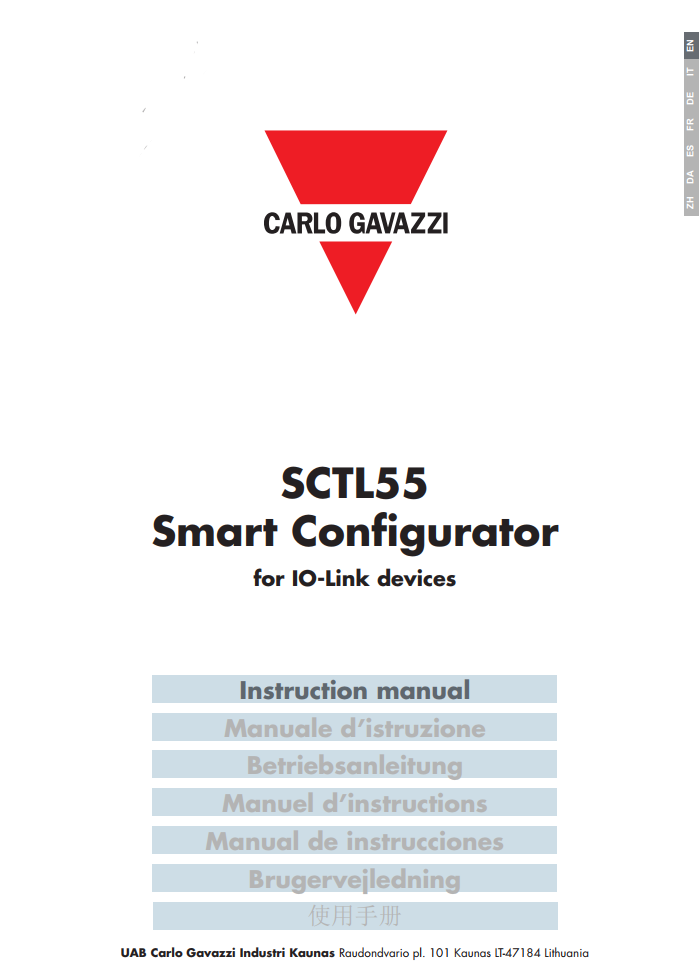 EN
IT
DE
FR
ES
DA
ZH
CARLO GAVAZZI
SCTL55
Smart Configurator
for IO-Link devices
Instruction manual
Manuale d’istruzione
Betriebsanleitung
Manuel d’instructions
Manual de instrucciones
Brugervejledning
使用手册
UAB Carlo Gavazzi Industri Kaunas Raudondvario pl. 101 Kaunas LT-47184 Lithuania